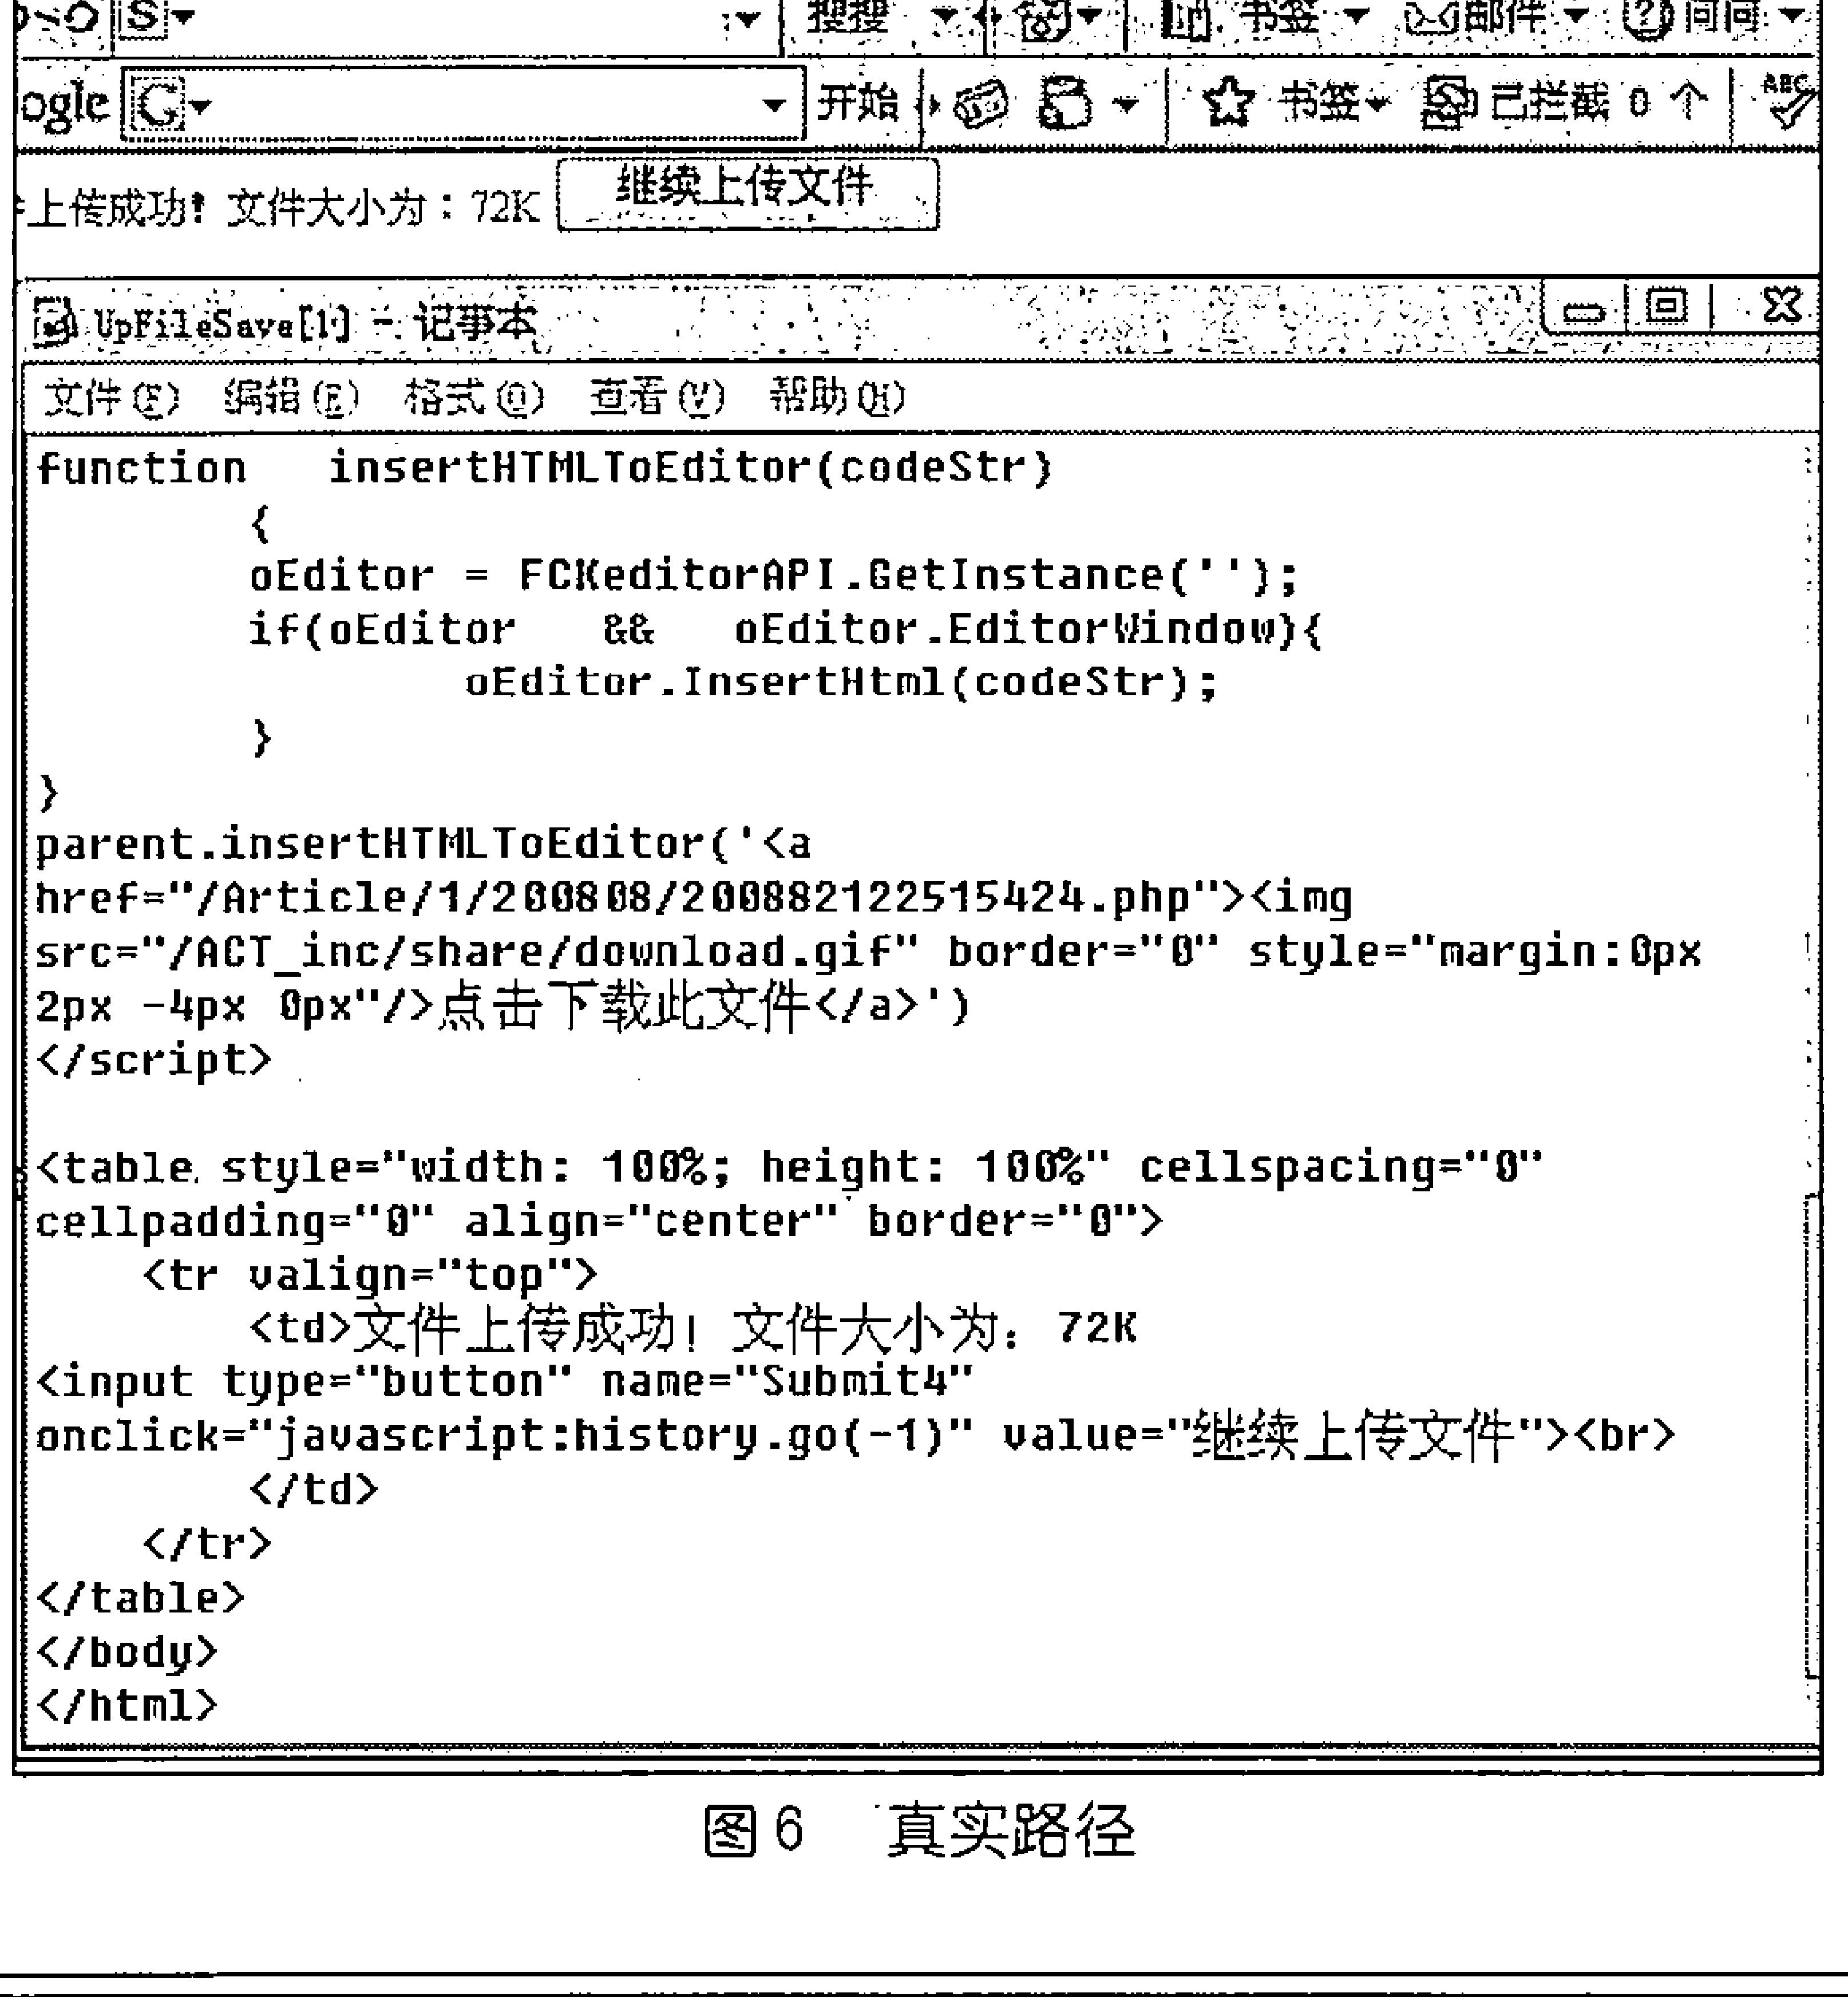 S 搜搜 书签 邮件 问问
ogle G 开始 书签 已拦截 0 个 ABC
上传成功！文件大小为：72K 继续上传文件
UpFileSave[1] - 记事本
文件(F) 编辑(E) 格式(O) 查看(V) 帮助(H)
function   insertHTMLToEditor(codeStr)
{
oEditor = FCKeditorAPI.GetInstance('');
if(oEditor   &&   oEditor.EditorWindow){
oEditor.InsertHtml(codeStr);
}
}
parent.insertHTMLToEditor('<a
href="/Article/1/200808/200882122515424.php"><img
src="/ACT_inc/share/download.gif" border="0" style="margin:0px
2px -4px 0px"/>点击下载此文件</a>')
</script>
<table style="width: 100%; height: 100%" cellspacing="0"
cellpadding="0" align="center" border="0">
<tr valign="top">
<td>文件上传成功！文件大小为：72K
<input type="button" name="Submit4"
onclick="javascript:history.go(-1)" value="继续上传文件"><br>
</td>
</tr>
</table>
</body>
</html>
图 6 真实路径